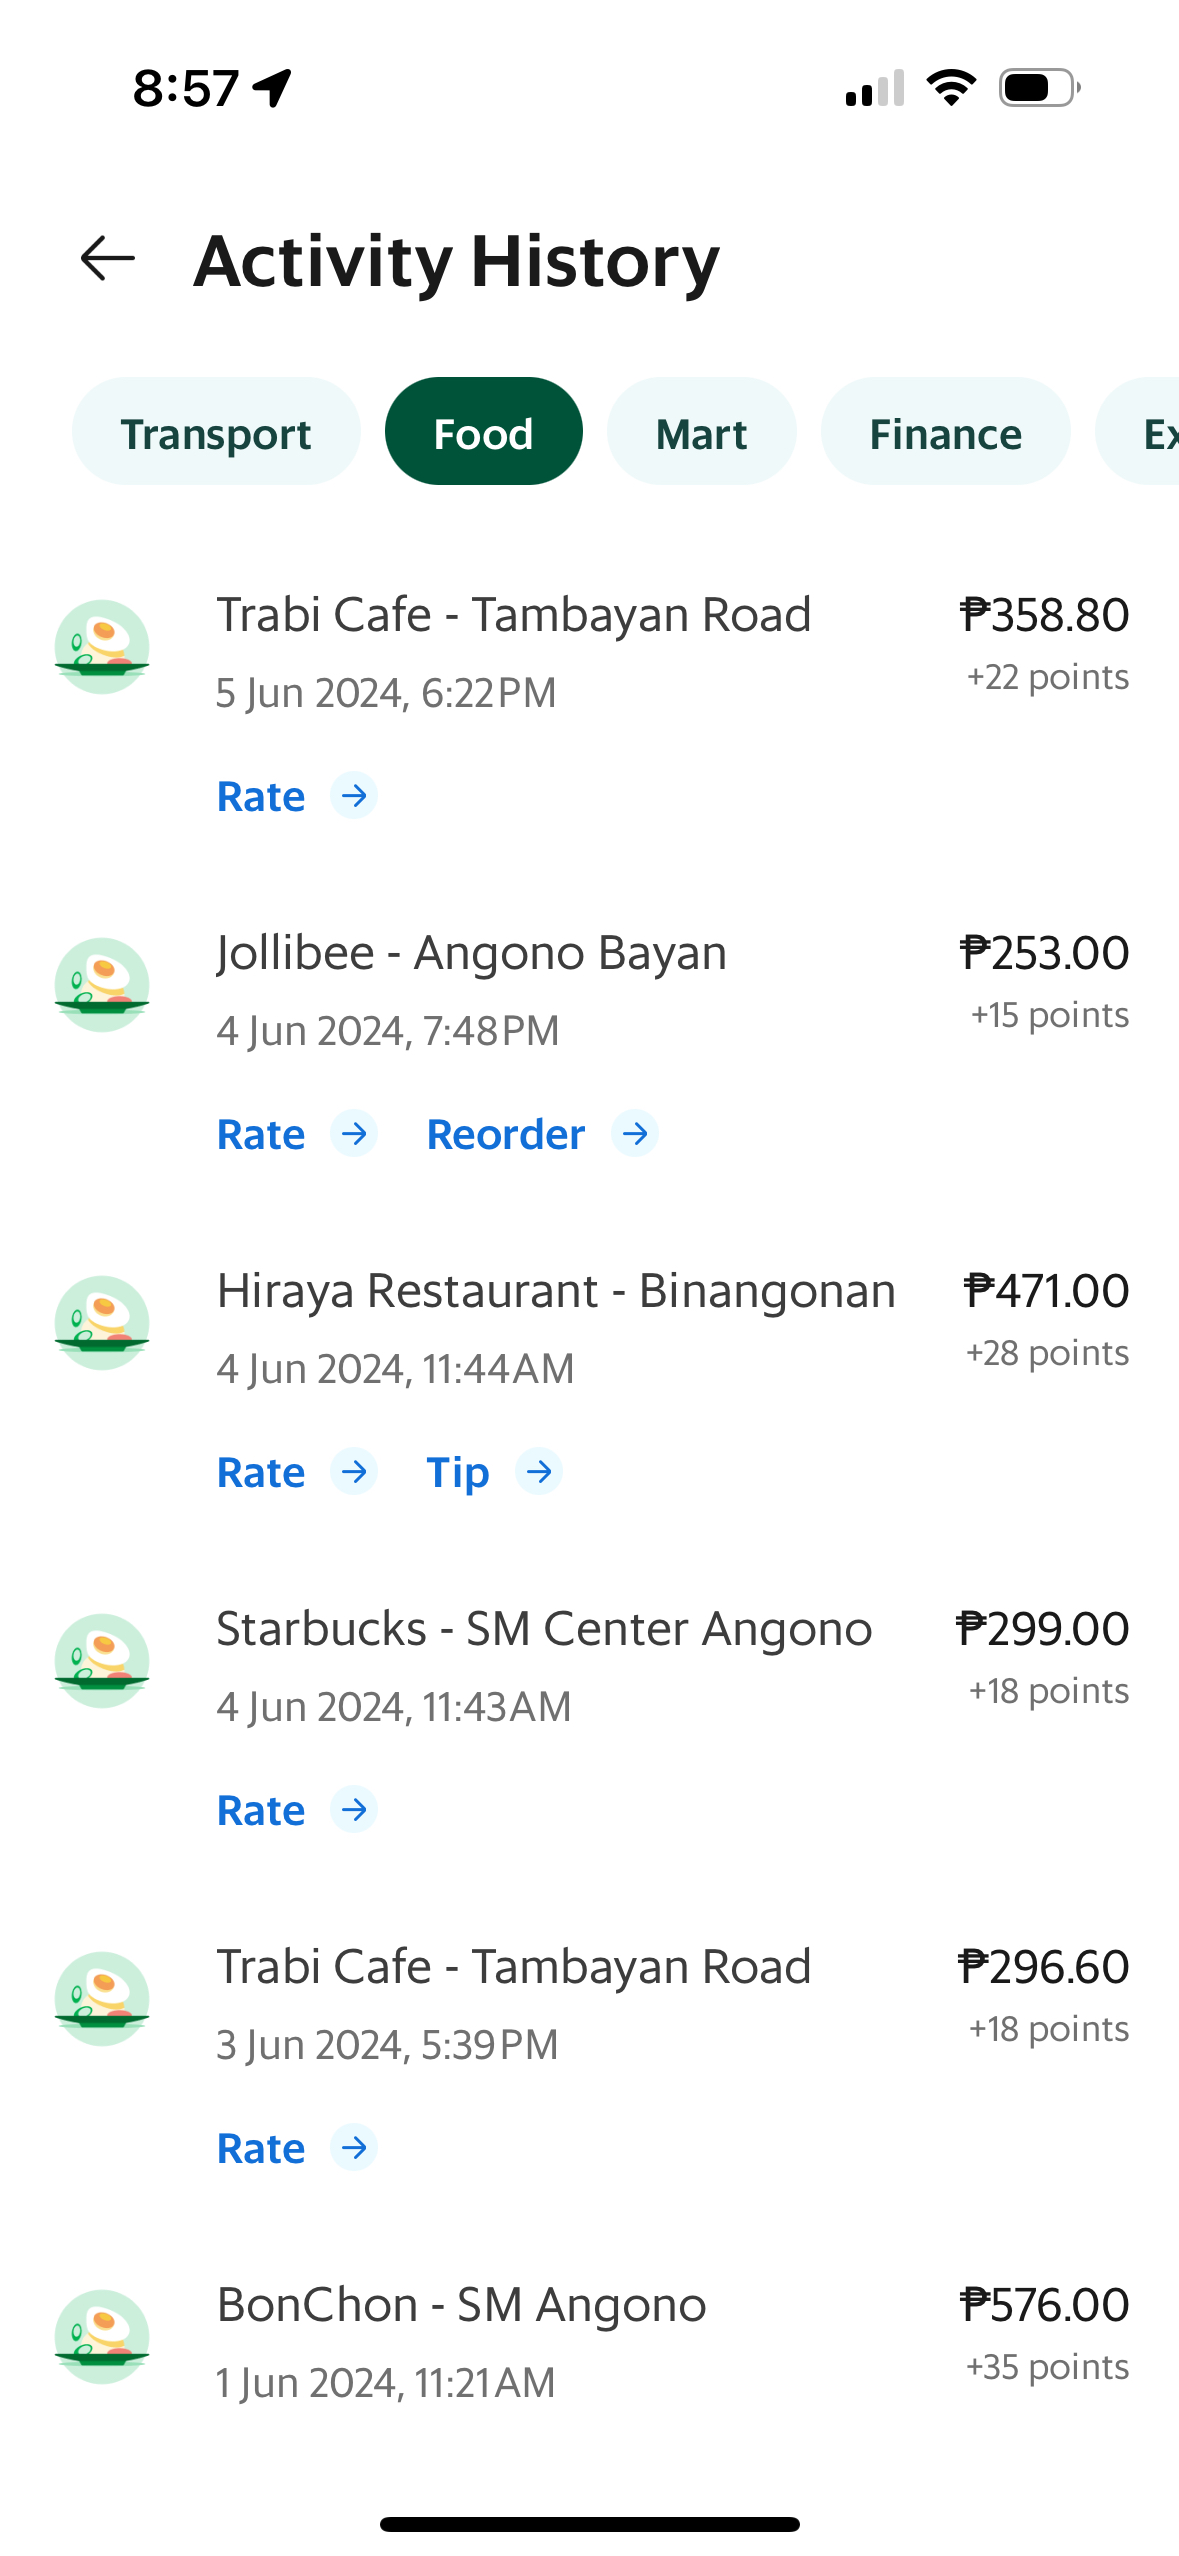 8:57
Activity History
Transport Food Mart Finance Ex
Trabi Cafe - Tambayan Road ₱358.80
5 Jun 2024, 6:22PM +22 points
Rate
Jollibee - Angono Bayan ₱253.00
4 Jun 2024, 7:48PM +15 points
Rate Reorder
Hiraya Restaurant - Binangonan ₱471.00
4 Jun 2024, 11:44AM +28 points
Rate Tip
Starbucks - SM Center Angono ₱299.00
4 Jun 2024, 11:43AM +18 points
Rate
Trabi Cafe - Tambayan Road ₱296.60
3 Jun 2024, 5:39PM +18 points
Rate
BonChon - SM Angono ₱576.00
1 Jun 2024, 11:21AM +35 points